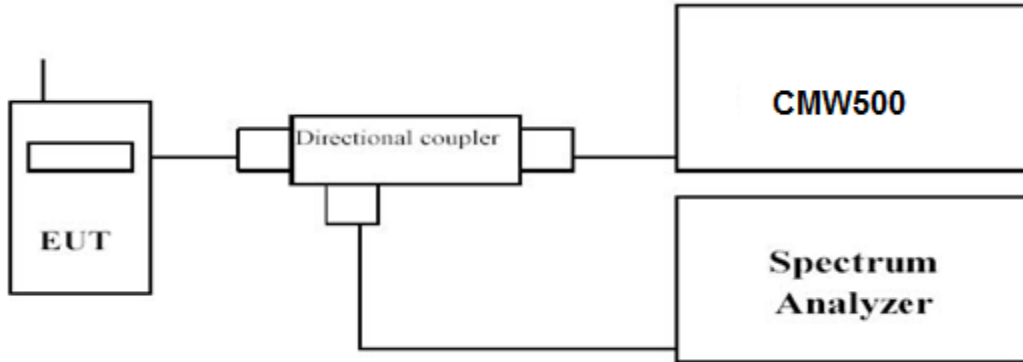 EUT
Directional coupler
CMW500
Spectrum
Analyzer